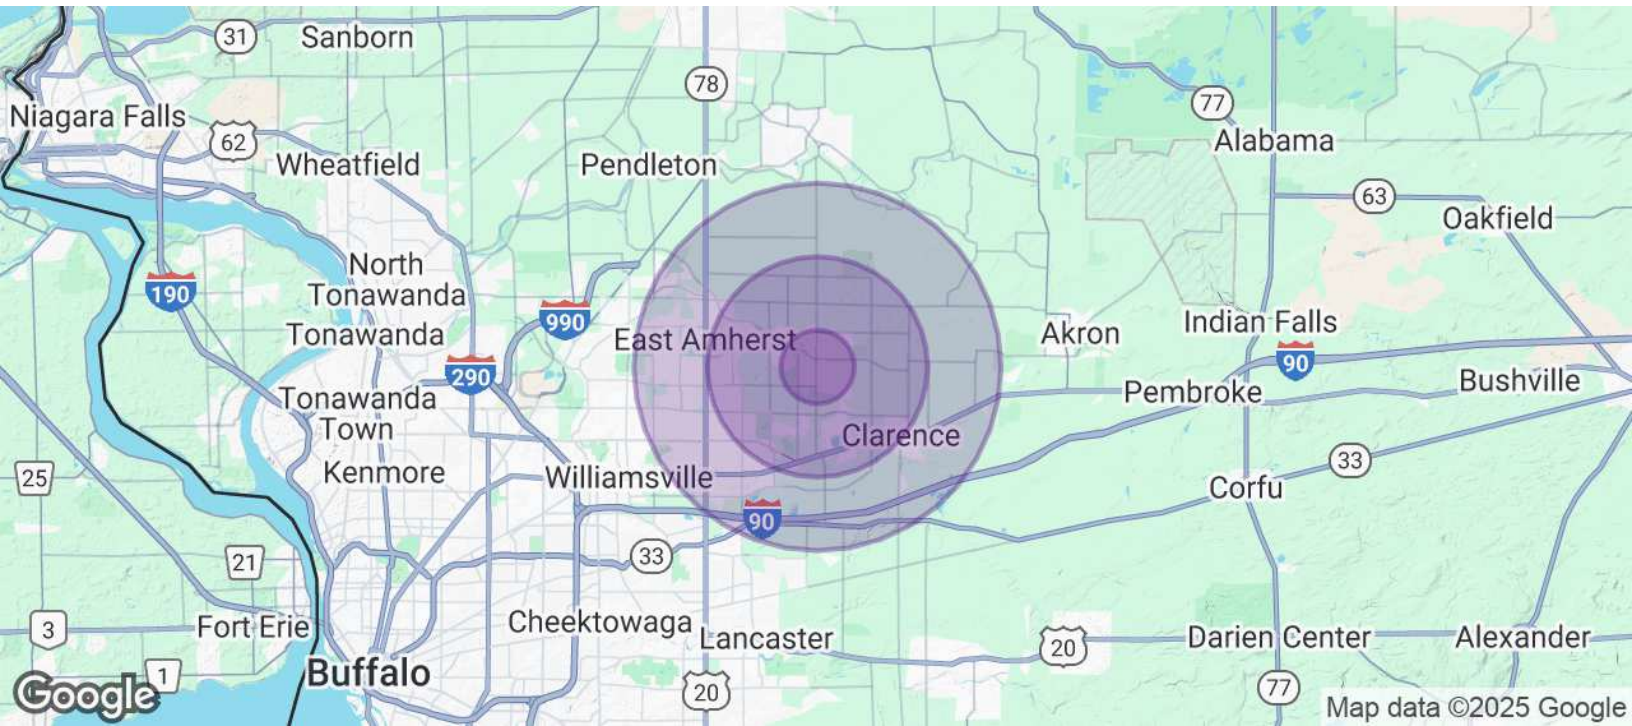 31
Sanborn
78
77
Niagara Falls
62
Alabama
Wheatfield
Pendleton
63
Oakfield
North
Tonawanda
190
990
Tonawanda
East Amherst
Akron
Indian Falls
290
90
Pembroke
Bushville
Tonawanda
Town
Clarence
Kenmore
Williamsville
33
25
Corfu
90
33
21
3
Fort Erie
Cheektowaga
Lancaster
20
Darien Center
Alexander
Buffalo
1
20
77
Google
Map data ©2025 Google